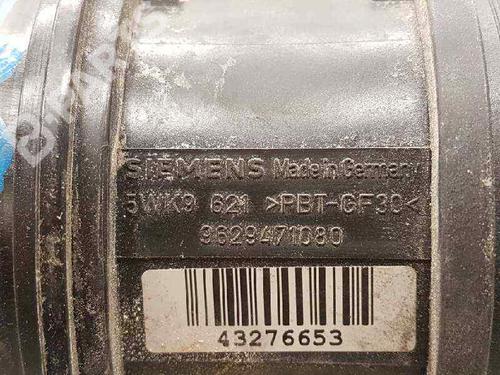 SIEMENS Made in Germany
5WK9 621 >PBT-GF30<
9629471080
43276653